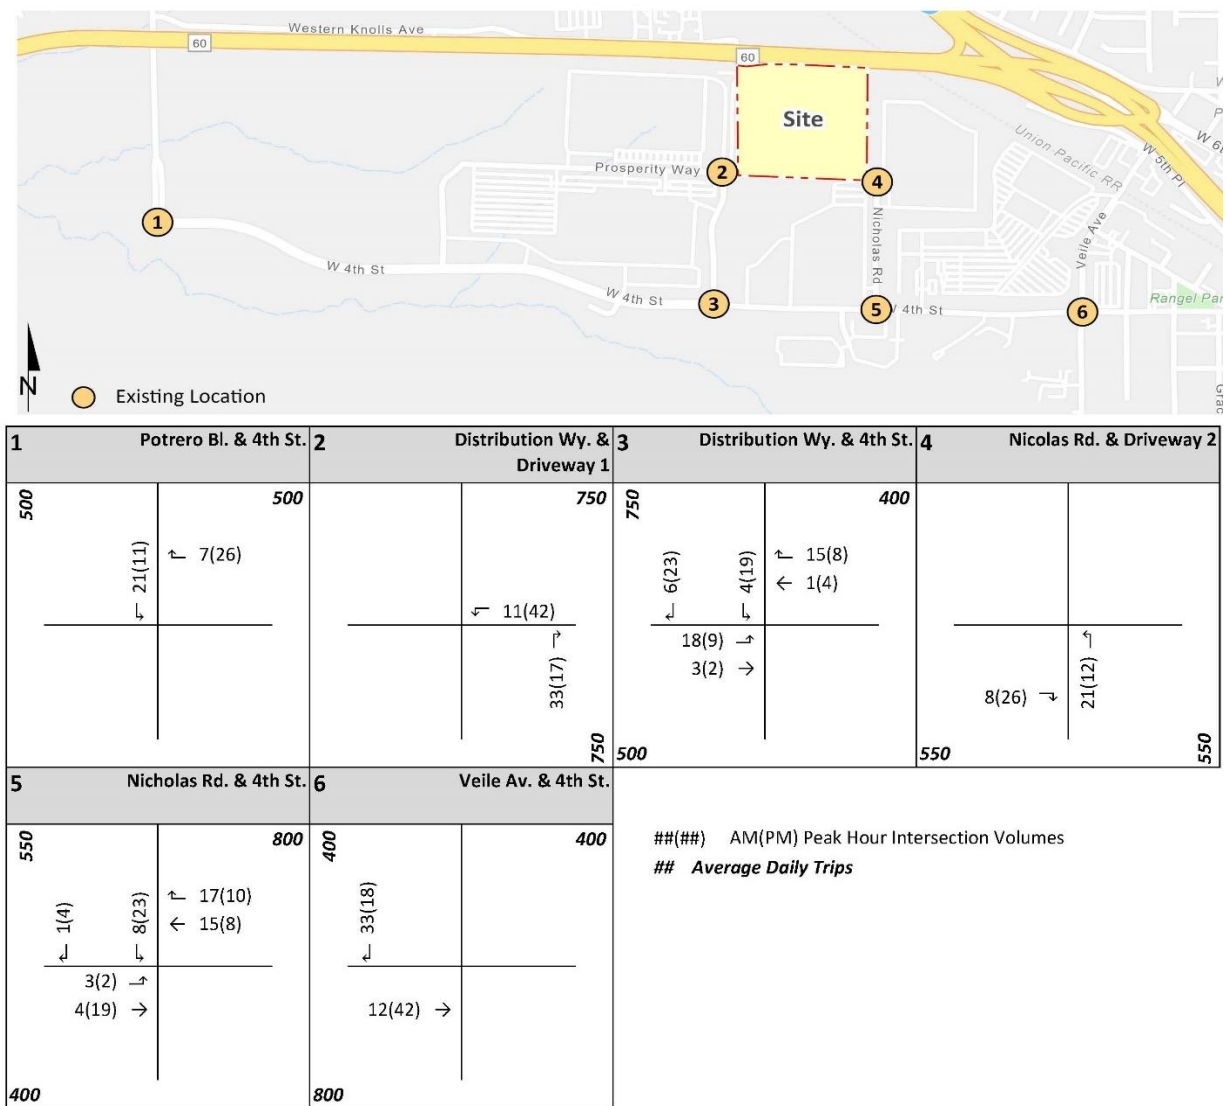 Western Knolls Ave
60
60
Site
Union Pacific RR
W 5th Pl
W 6
Prosperity Way
2
4
1
Nicholas Rd
Veile Ave
W 4th St
W 4th St
3
5
4th St
6
Rangel Par
Grac
N
Existing Location
1 Potrero Bl. & 4th St.
500
500
21(11)
7(26)
2 Distribution Wy. &
Driveway 1
750
11(42)
33(17)
750
3 Distribution Wy. & 4th St.
750
400
6(23)
4(19)
15(8)
1(4)
18(9)
3(2)
500
4 Nicolas Rd. & Driveway 2
8(26)
21(12)
550
550
5 Nicholas Rd. & 4th St.
550
800
1(4)
8(23)
17(10)
15(8)
3(2)
4(19)
400
6 Veile Av. & 4th St.
400
400
33(18)
12(42)
800
##(##) AM(PM) Peak Hour Intersection Volumes
## Average Daily Trips